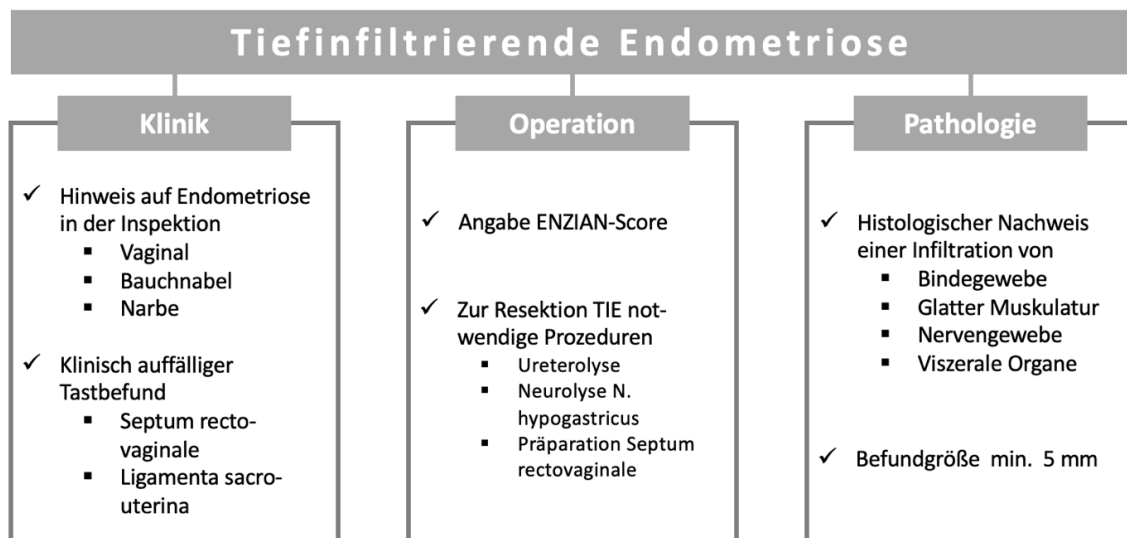 Tiefinfiltrierende Endometriose
Klinik
✓ Hinweis auf Endometriose
in der Inspektion
▪ Vaginal
▪ Bauchnabel
▪ Narbe
✓ Klinisch auffälliger
Tastbefund
▪ Septum recto-
vaginale
▪ Ligamenta sacro-
uterina
Operation
✓ Angabe ENZIAN-Score
✓ Zur Resektion TIE not-
wendige Prozeduren
▪ Ureterolyse
▪ Neurolyse N.
hypogastricus
▪ Präparation Septum
rectovaginale
Pathologie
✓ Histologischer Nachweis
einer Infiltration von
▪ Bindegewebe
▪ Glatter Muskulatur
▪ Nervengewebe
▪ Viszerale Organe
✓ Befundgröße min. 5 mm